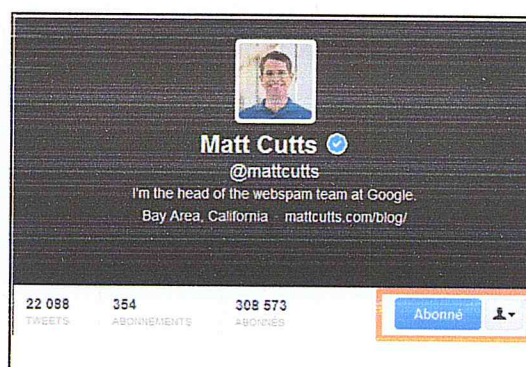 Matt Cutts
@mattcutts
I'm the head of the webspam team at Google.
Bay Area, California · mattcutts.com/blog/
22 088 354 308 573 Abonné
TWEETS ABONNEMENTS ABONNÉS